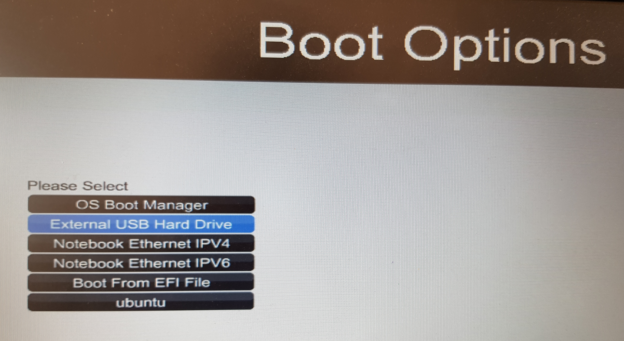 Boot Options
Please Select
OS Boot Manager
External USB Hard Drive
Notebook Ethernet IPV4
Notebook Ethernet IPV6
Boot From EFI File
ubuntu